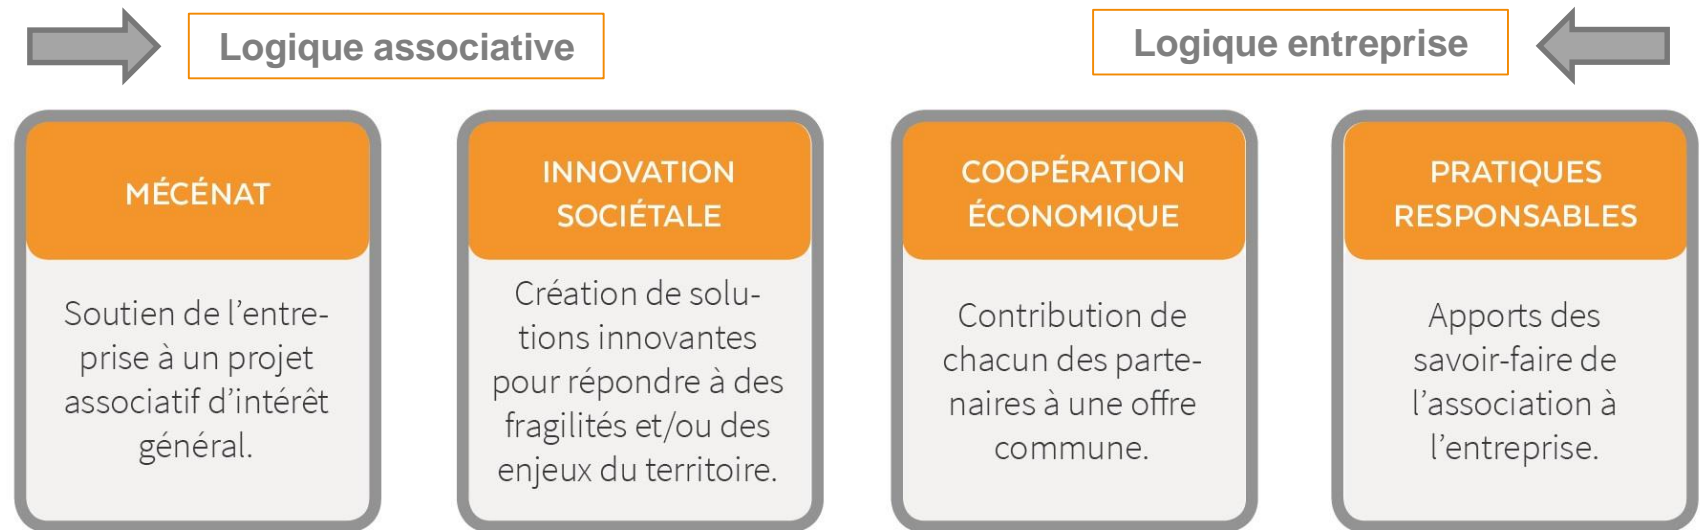 Logique associative
Logique entreprise
MÉCÉNAT
Soutien de l’entre-
prise à un projet
associatif d’intérêt
général.
INNOVATION
SOCIÉTALE
Création de solu-
tions innovantes
pour répondre à des
fragilités et/ou des
enjeux du territoire.
COOPÉRATION
ÉCONOMIQUE
Contribution de
chacun des parte-
naires à une offre
commune.
PRATIQUES
RESPONSABLES
Apports des
savoir-faire de
l’association à
l’entreprise.